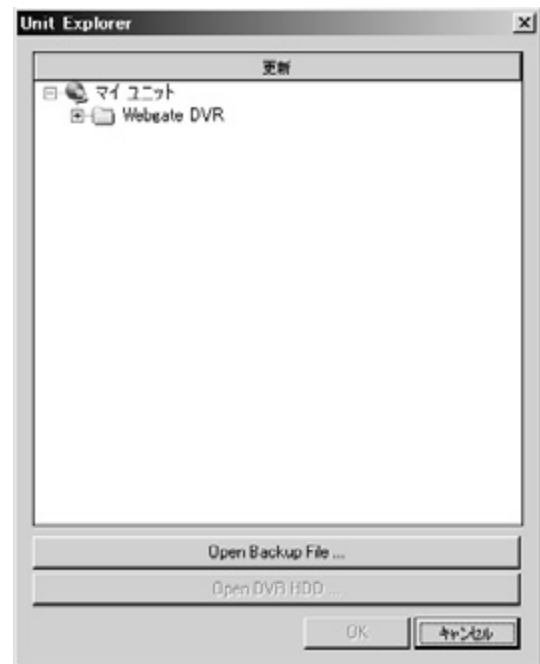 Unit Explorer
更新
マイ ユニット
Webgate DVR
Open Backup File ...
Open DVR HDD ...
OK
キャンセル